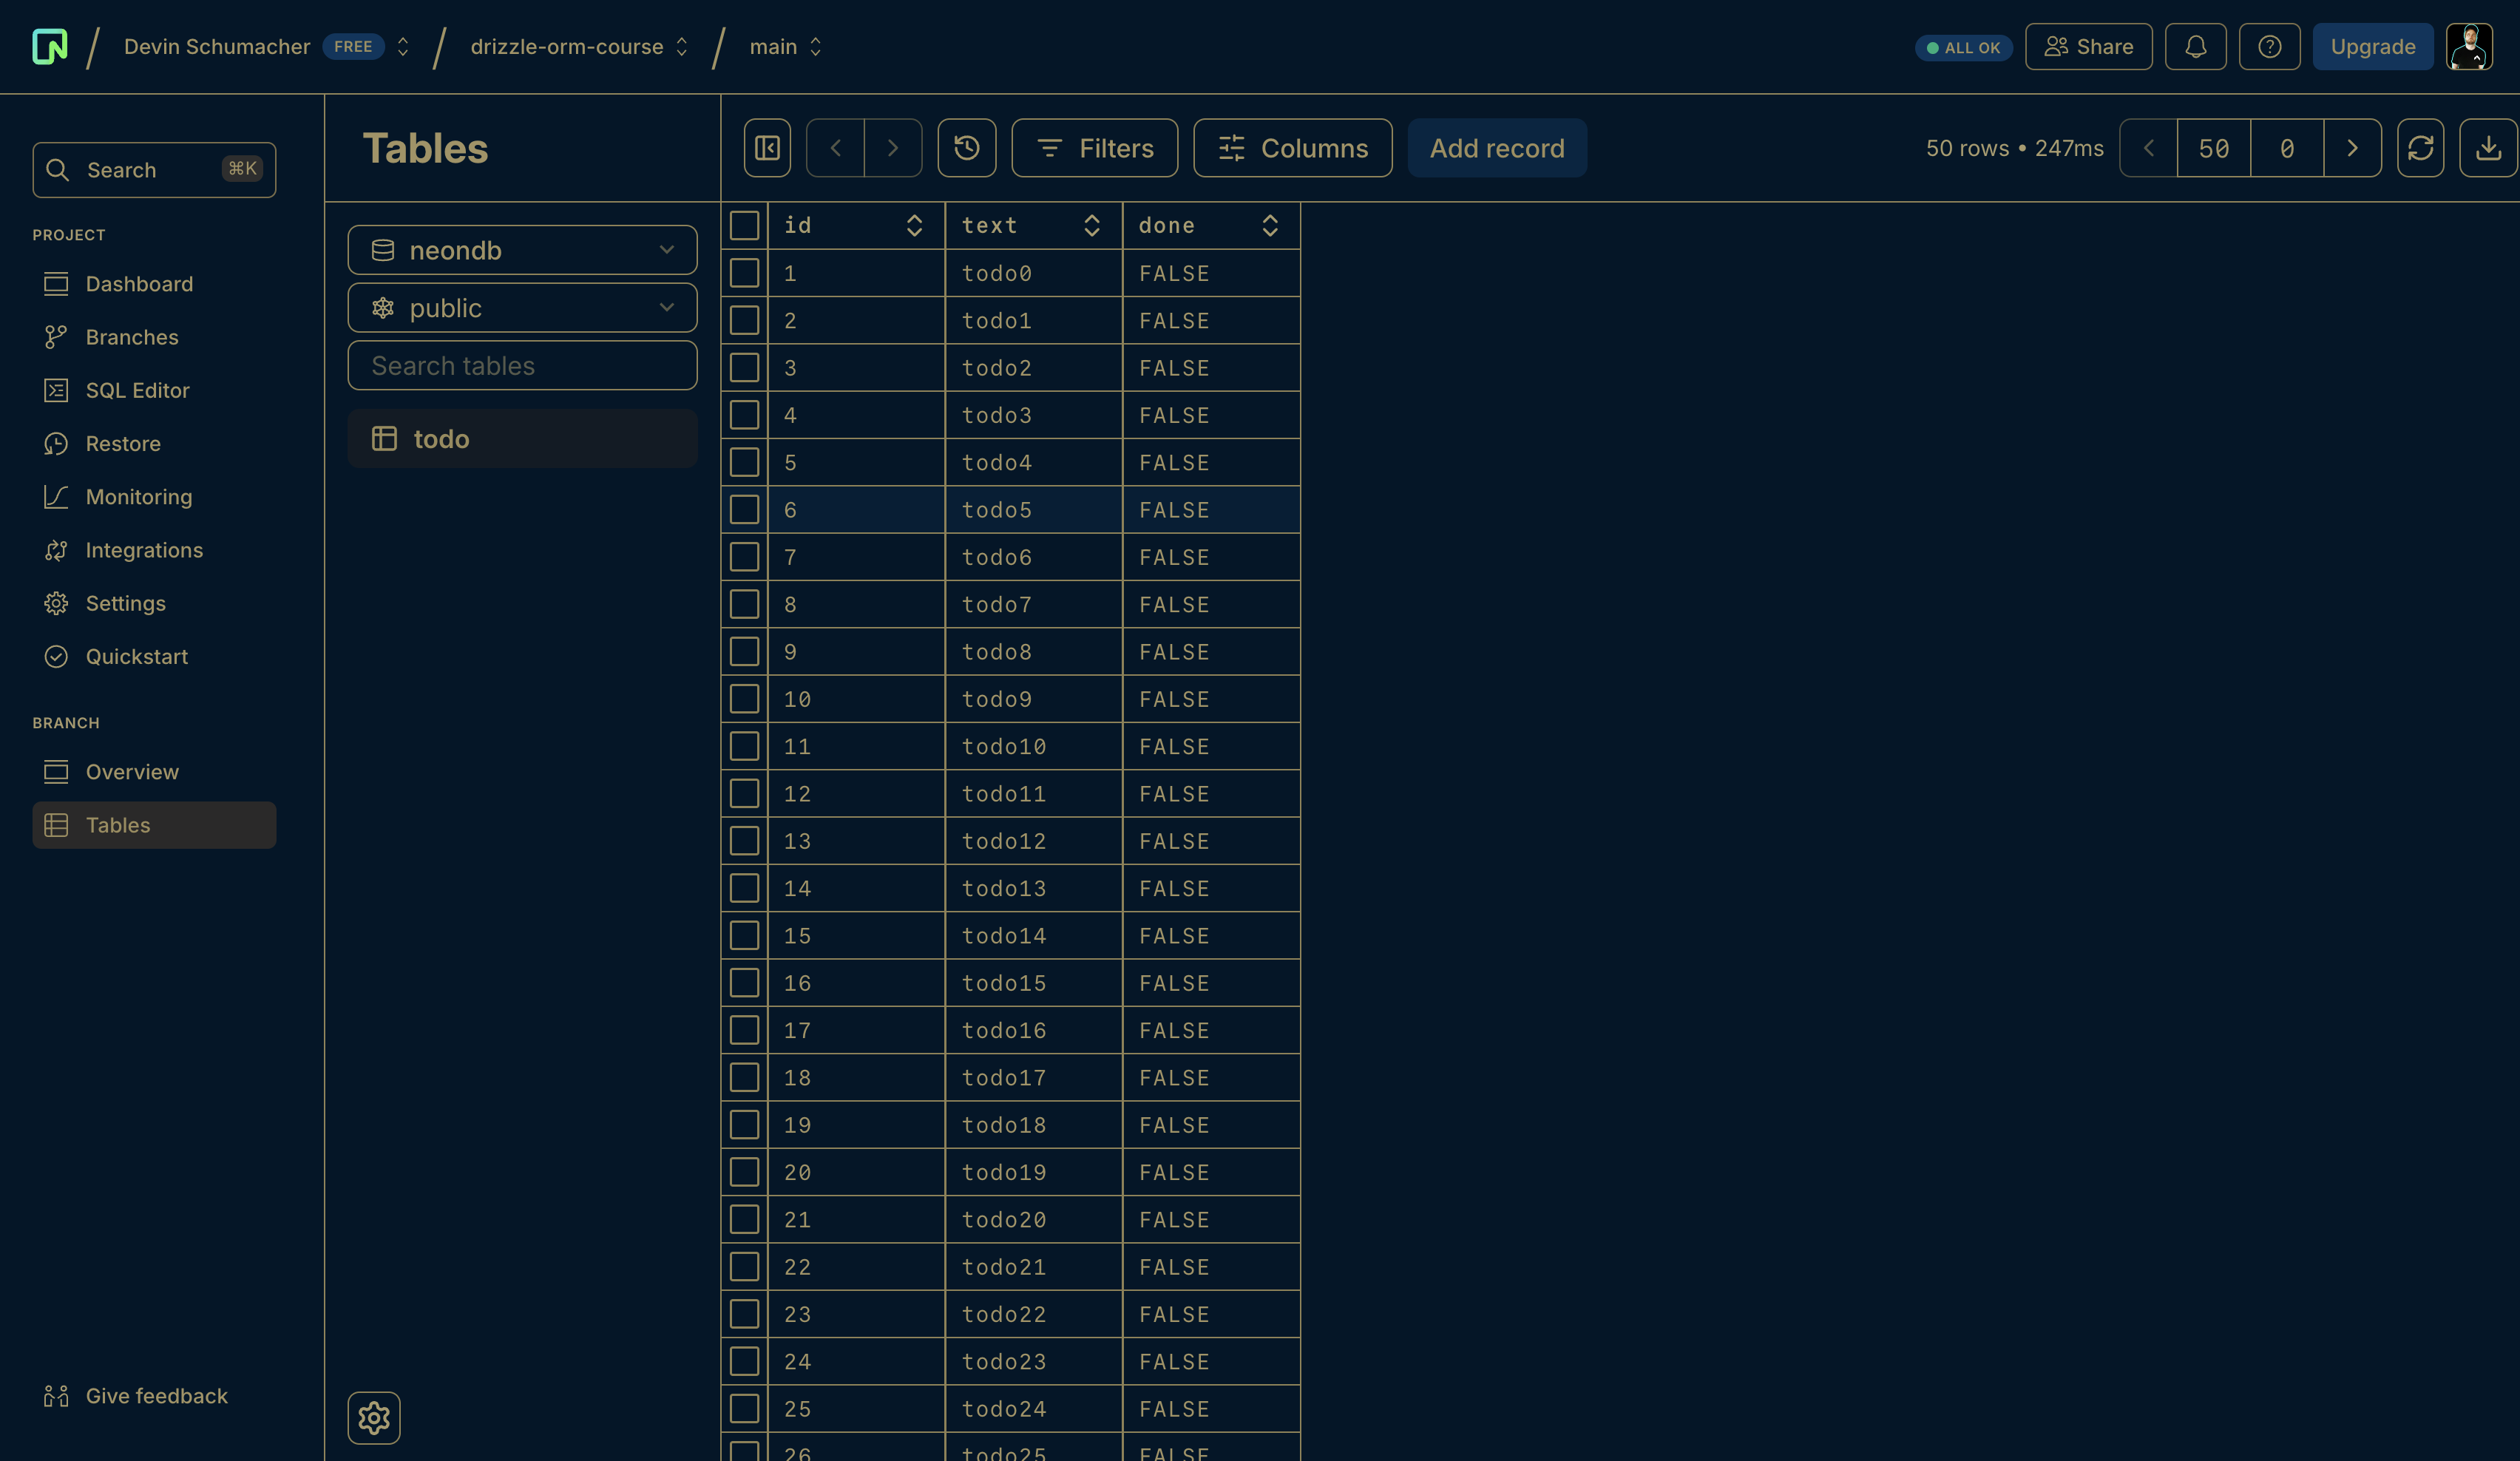 Devin Schumacher FREE drizzle-orm-course main ALL OK Share Upgrade
Search ⌘K
PROJECT
Dashboard
Branches
SQL Editor
Restore
Monitoring
Integrations
Settings
Quickstart
BRANCH
Overview
Tables
Give feedback
Tables
neondb
public
Search tables
todo
Filters Columns Add record 50 rows • 247ms 50 0
id text done
1 todo0 FALSE
2 todo1 FALSE
3 todo2 FALSE
4 todo3 FALSE
5 todo4 FALSE
6 todo5 FALSE
7 todo6 FALSE
8 todo7 FALSE
9 todo8 FALSE
10 todo9 FALSE
11 todo10 FALSE
12 todo11 FALSE
13 todo12 FALSE
14 todo13 FALSE
15 todo14 FALSE
16 todo15 FALSE
17 todo16 FALSE
18 todo17 FALSE
19 todo18 FALSE
20 todo19 FALSE
21 todo20 FALSE
22 todo21 FALSE
23 todo22 FALSE
24 todo23 FALSE
25 todo24 FALSE
26 todo25 FALSE